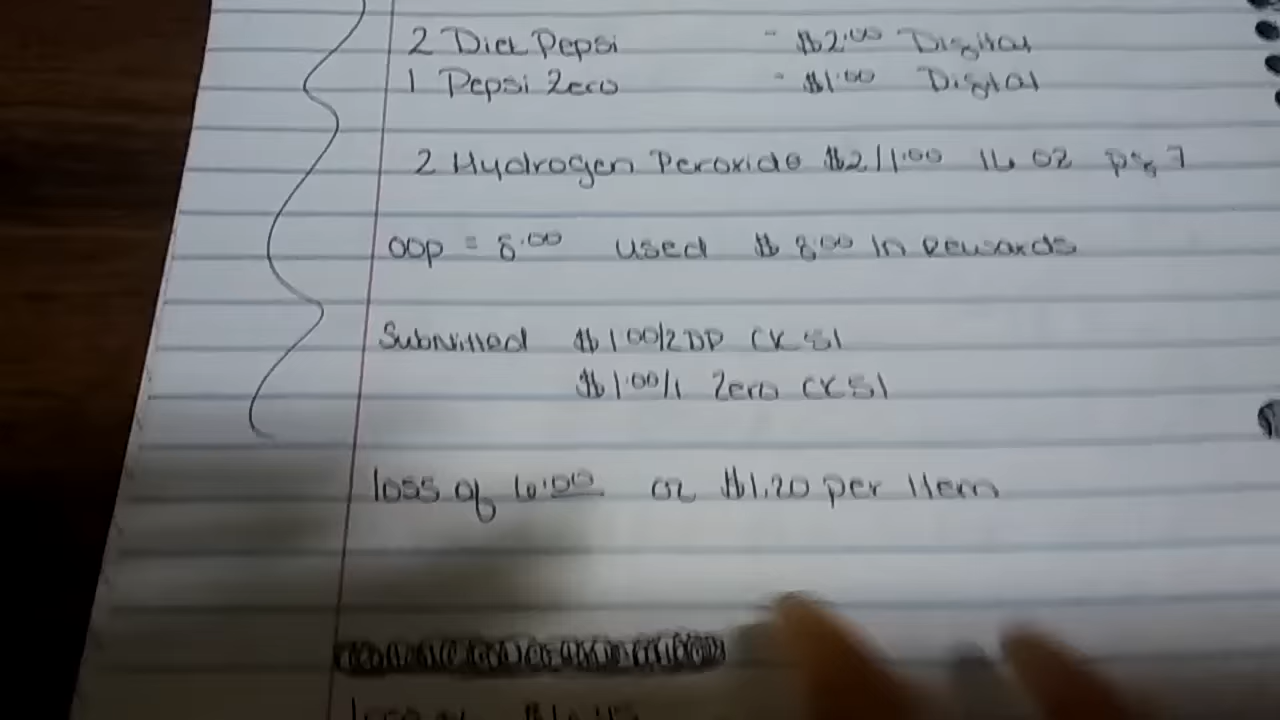 2 Diet Pepsi - $2.00 Digital
1 Pepsi Zero - $1.00 Digital
2 Hydrogen Peroxide $2/1.00 16 oz pg 7
OOP = 8.00 used $8.00 in Rewards
Submitted $1.00/2 DP CK51
$1.00/1 Zero CK51
loss of 6.00 or $1.20 per item